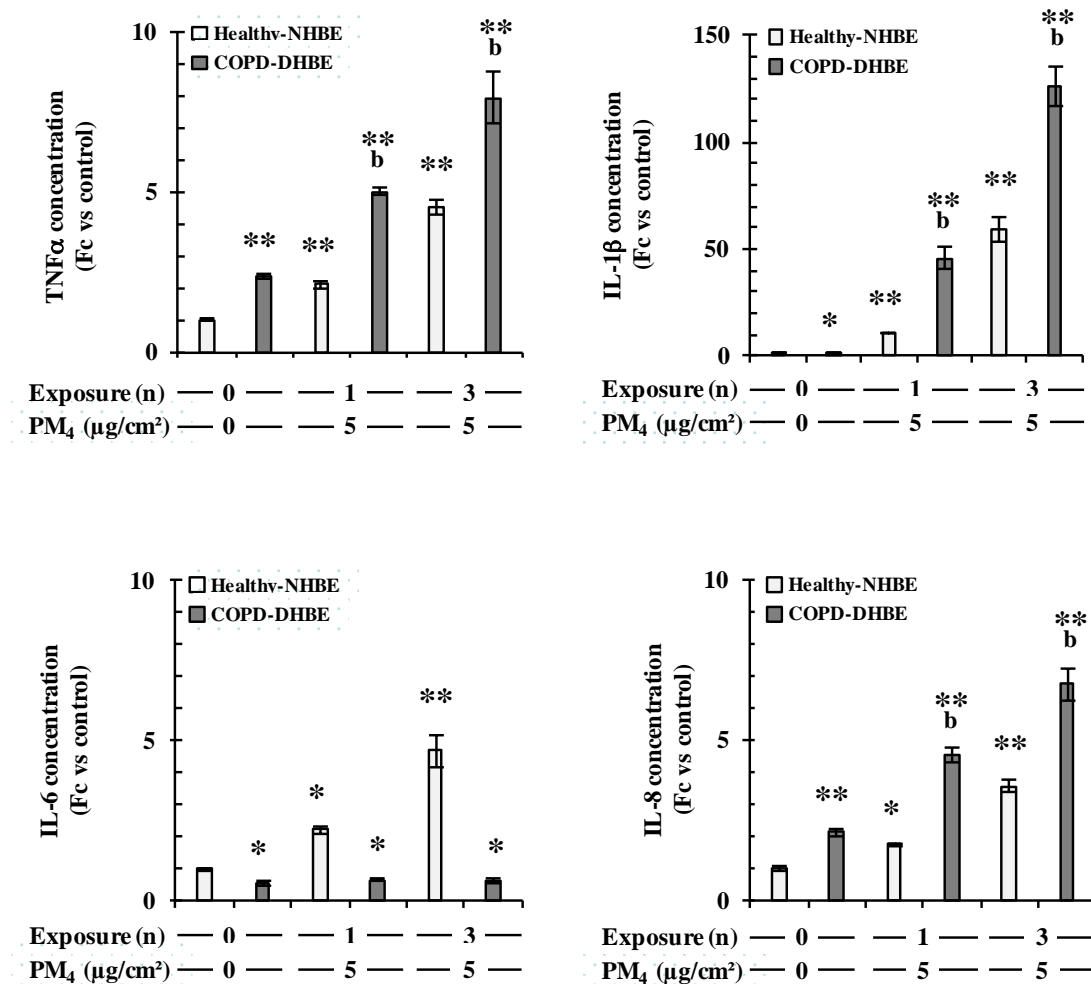 10
Healthy-NHBE
COPD-DHBE
**
b
**
b
**
**
**
5
0
TNFα concentration
(Fc vs control)
Exposure (n) 0 1 3
PM4 (µg/cm²) 0 5 5
150
Healthy-NHBE
COPD-DHBE
**
b
**
**
b
**
*
100
50
0
IL-1β concentration
(Fc vs control)
Exposure (n) 0 1 3
PM4 (µg/cm²) 0 5 5
10
Healthy-NHBE
COPD-DHBE
**
*
*
*
*
5
0
IL-6 concentration
(Fc vs control)
Exposure (n) 0 1 3
PM4 (µg/cm²) 0 5 5
10
Healthy-NHBE
COPD-DHBE
**
b
**
b
**
**
*
5
0
IL-8 concentration
(Fc vs control)
Exposure (n) 0 1 3
PM4 (µg/cm²) 0 5 5